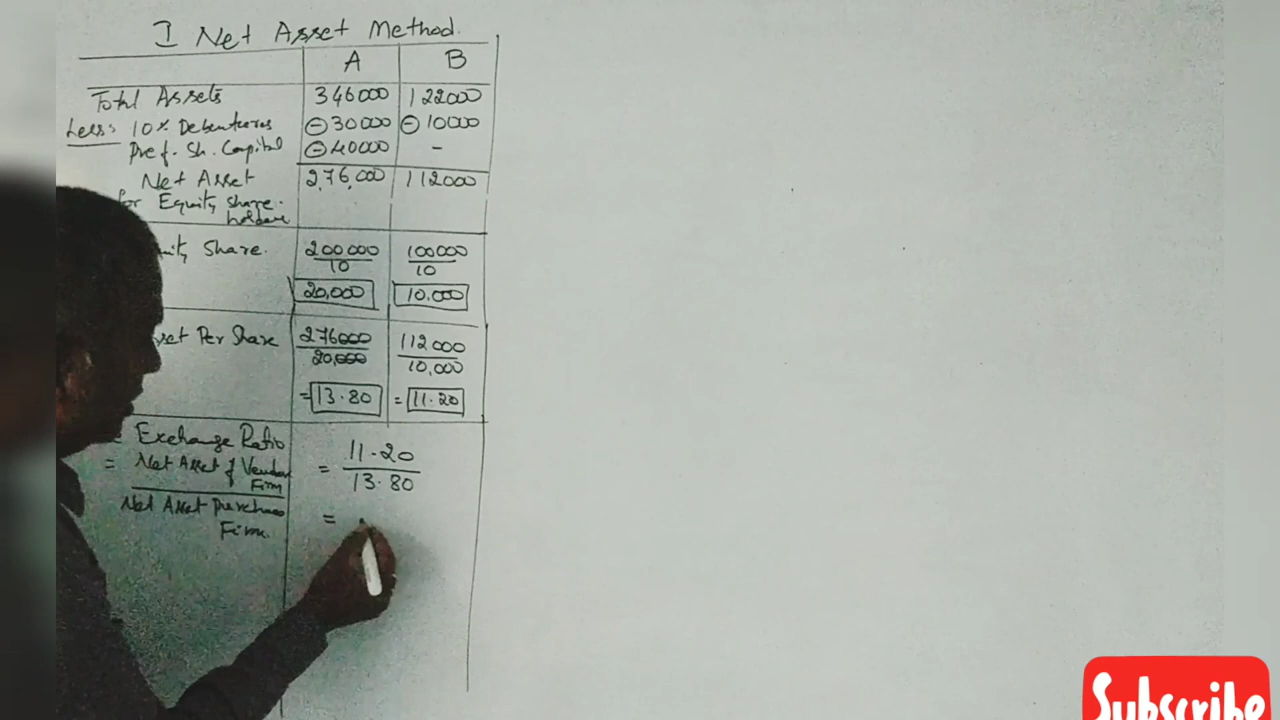 I Net Asset Method.
A B
Total Assets 346000 122000
Less: 10% Debentures ⊖30000 ⊖10000
Pref. Sh. Capital ⊖40000 -
Net Asset 2,76,000 112000
for Equity share-
holders
Share. 200000/10 100000/10
20,000 10,000
Per Share 276000/20,000 112000/10,000
=13.80 =11.20
= Exchange Ratio
= Net Asset of Vendor = 11.20
Firm
Net Asset Purchase 13.80
Firm. =
Subscribe